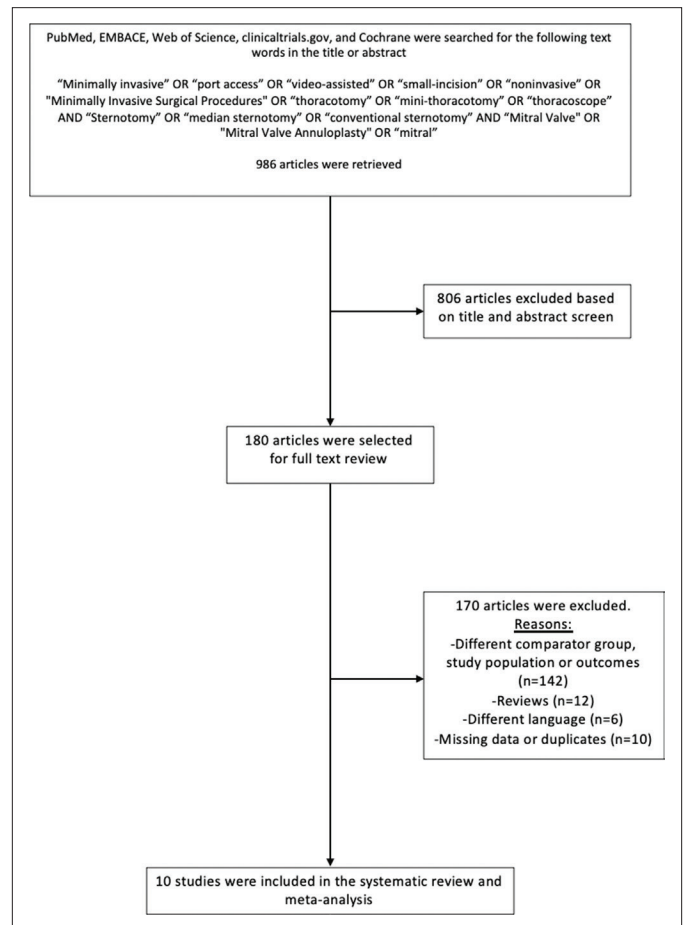 PubMed, EMBACE, Web of Science, clinicaltrials.gov, and Cochrane were searched for the following text
words in the title or abstract
“Minimally invasive” OR “port access” OR “video-assisted” OR “small-incision” OR “noninvasive” OR
"Minimally Invasive Surgical Procedures" OR “thoracotomy” OR “mini-thoracotomy” OR “thoracoscope”
AND “Sternotomy” OR “median sternotomy” OR “conventional sternotomy” AND “Mitral Valve" OR
"Mitral Valve Annuloplasty" OR “mitral”
986 articles were retrieved
806 articles excluded based
on title and abstract screen
180 articles were selected
for full text review
170 articles were excluded.
Reasons:
-Different comparator group,
study population or outcomes
(n=142)
-Reviews (n=12)
-Different language (n=6)
-Missing data or duplicates (n=10)
10 studies were included in the systematic review and
meta-analysis